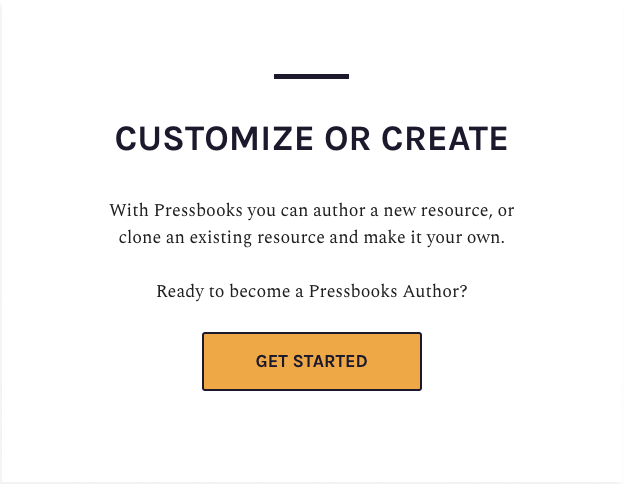 CUSTOMIZE OR CREATE
With Pressbooks you can author a new resource, or
clone an existing resource and make it your own.
Ready to become a Pressbooks Author?
GET STARTED